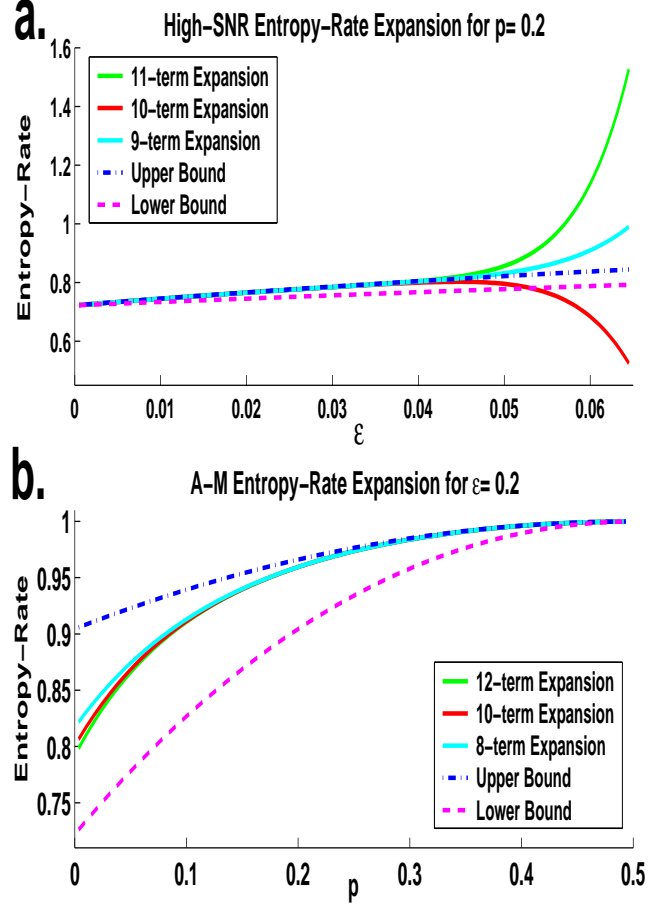 a.
High-SNR Entropy-Rate Expansion for p= 0.2
1.6
1.4
1.2
1
0.8
0.6
Entropy-Rate
11-term Expansion
10-term Expansion
9-term Expansion
Upper Bound
Lower Bound
0 0.01 0.02 0.03 0.04 0.05 0.06
ε
b.
A-M Entropy-Rate Expansion for ε= 0.2
1
0.95
0.9
0.85
0.8
0.75
Entropy-Rate
12-term Expansion
10-term Expansion
8-term Expansion
Upper Bound
Lower Bound
0 0.1 0.2 0.3 0.4 0.5
p